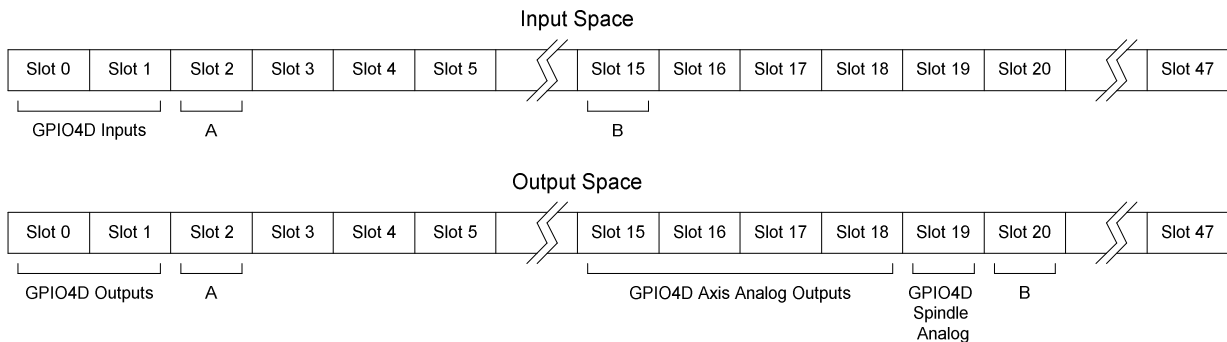 Input Space
Slot 0 Slot 1 Slot 2 Slot 3 Slot 4 Slot 5 Slot 15 Slot 16 Slot 17 Slot 18 Slot 19 Slot 20 Slot 47
GPIO4D Inputs A B
Output Space
Slot 0 Slot 1 Slot 2 Slot 3 Slot 4 Slot 5 Slot 15 Slot 16 Slot 17 Slot 18 Slot 19 Slot 20 Slot 47
GPIO4D Outputs A GPIO4D Axis Analog Outputs GPIO4D B
Spindle
Analog